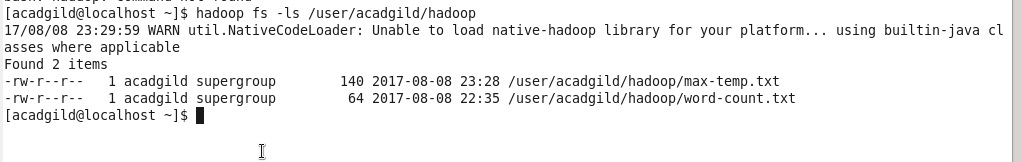 [acadgild@localhost ~]$ hadoop fs -ls /user/acadgild/hadoop
17/08/08 23:29:59 WARN util.NativeCodeLoader: Unable to load native-hadoop library for your platform... using builtin-java cl
asses where applicable
Found 2 items
-rw-r--r--   1 acadgild supergroup        140 2017-08-08 23:28 /user/acadgild/hadoop/max-temp.txt
-rw-r--r--   1 acadgild supergroup         64 2017-08-08 22:35 /user/acadgild/hadoop/word-count.txt
[acadgild@localhost ~]$